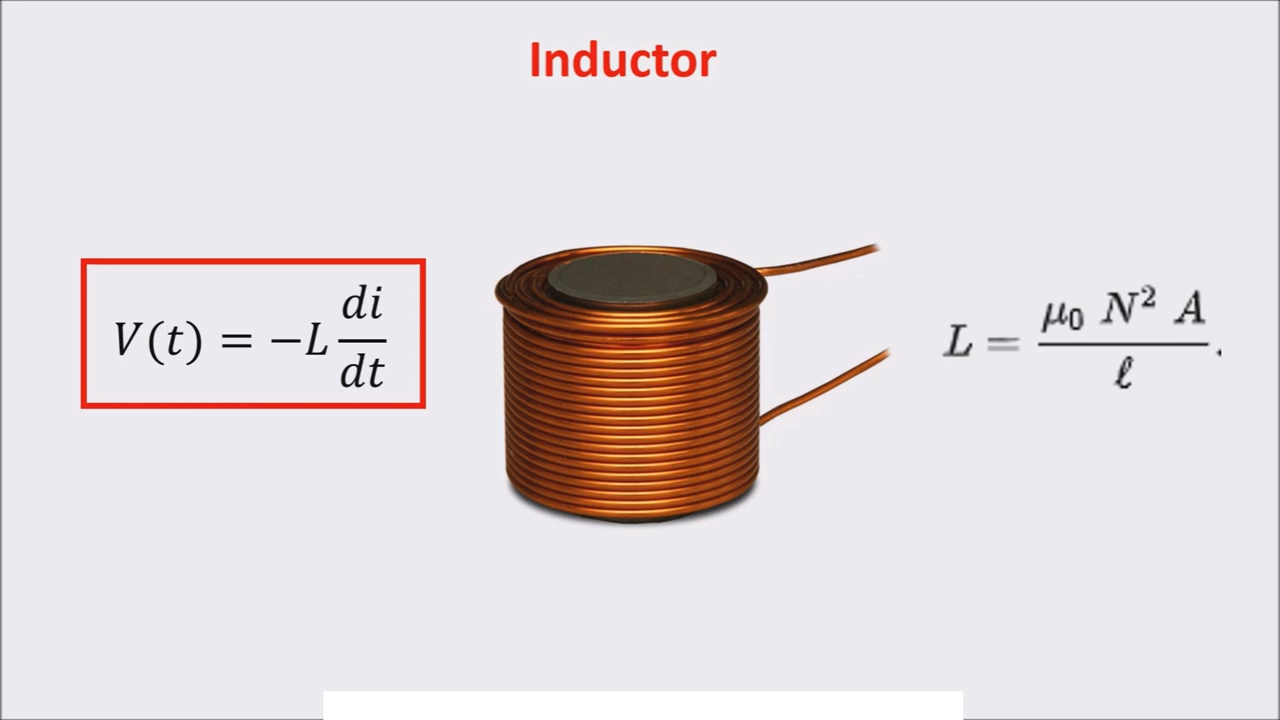 Inductor
V(t) = −L di/dt
L = μ₀ N² A / ℓ .